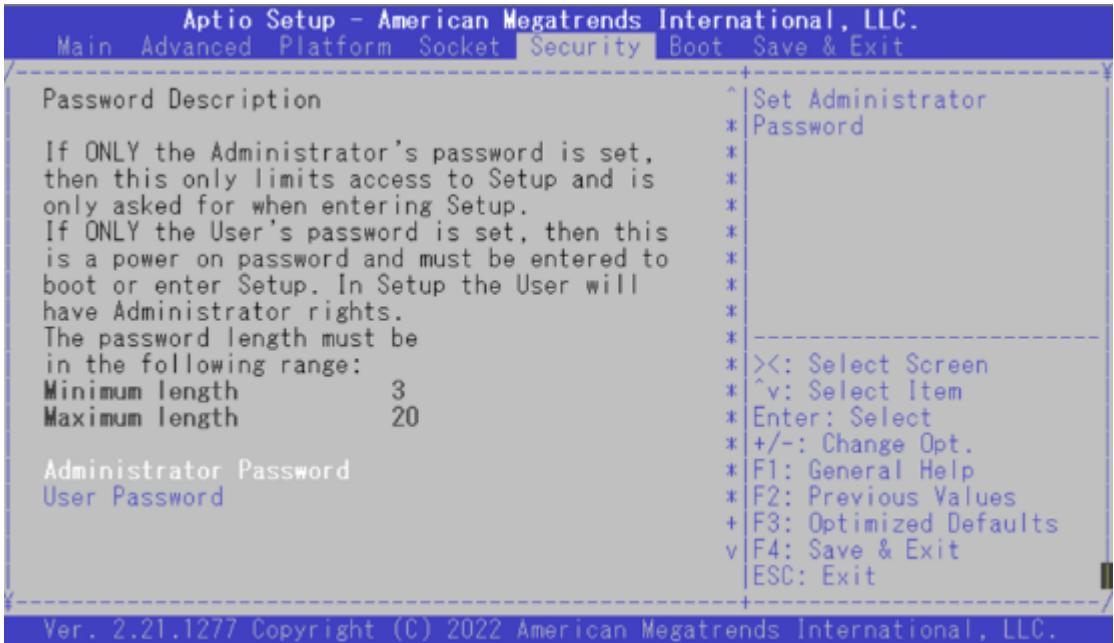 Aptio Setup - American Megatrends International, LLC.
Main Advanced Platform Socket Security Boot Save & Exit
Password Description
If ONLY the Administrator's password is set,
then this only limits access to Setup and is
only asked for when entering Setup.
If ONLY the User's password is set, then this
is a power on password and must be entered to
boot or enter Setup. In Setup the User will
have Administrator rights.
The password length must be
in the following range:
Minimum length 3
Maximum length 20
Administrator Password
User Password
Set Administrator
Password
><: Select Screen
^v: Select Item
Enter: Select
+/-: Change Opt.
F1: General Help
F2: Previous Values
F3: Optimized Defaults
F4: Save & Exit
ESC: Exit
Ver. 2.21.1277 Copyright (C) 2022 American Megatrends International, LLC.